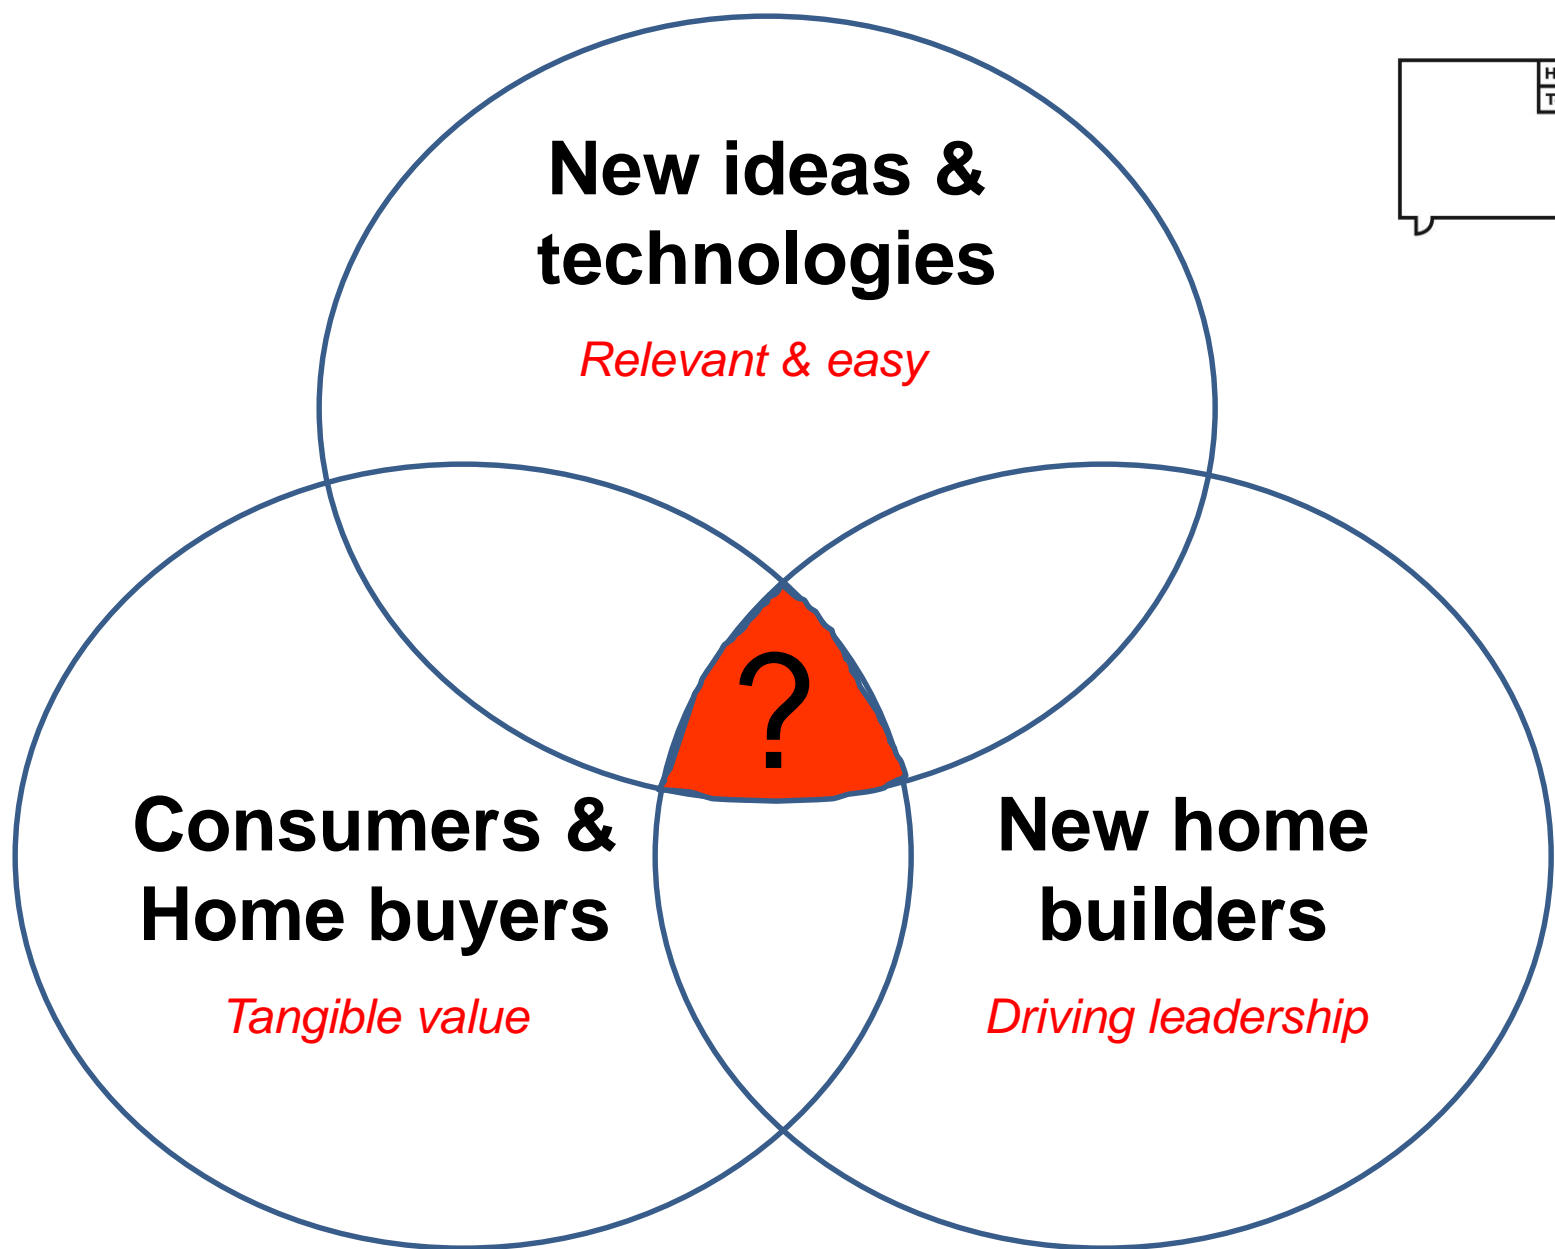 New ideas &
technologies
Relevant & easy
?
Consumers &
Home buyers
Tangible value
New home
builders
Driving leadership